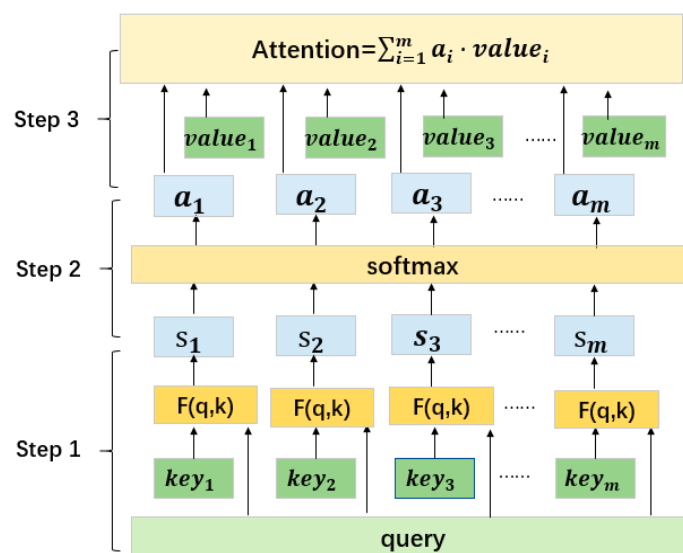 Attention=∑ᵢ₌₁ᵐ aᵢ · valueᵢ
Step 3
value₁ value₂ value₃ …… valueₘ
a₁ a₂ a₃ …… aₘ
Step 2
softmax
s₁ s₂ s₃ …… sₘ
F(q,k) F(q,k) F(q,k) …… F(q,k)
Step 1
key₁ key₂ key₃ …… keyₘ
query